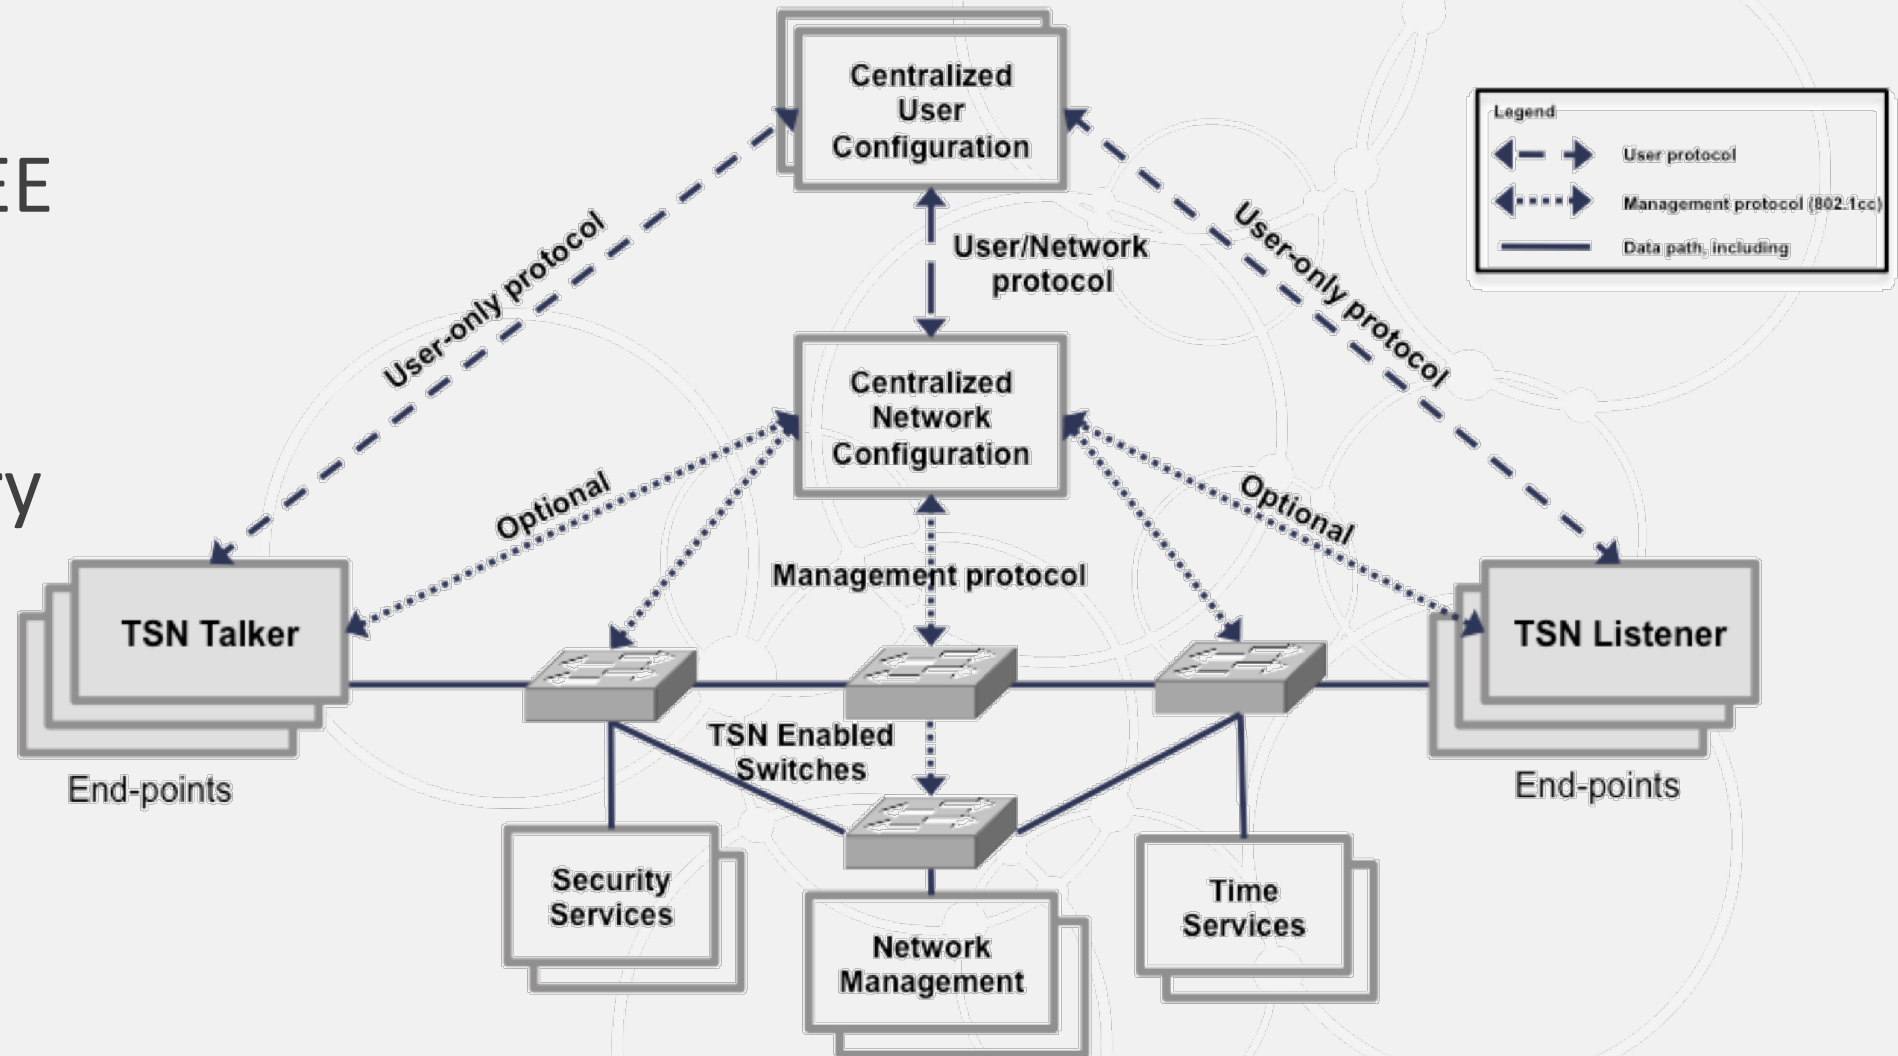 EE
ry
Centralized
User
Configuration
Legend
User protocol
Management protocol (802.1cc)
Data path, including
User-only protocol
User/Network
protocol
User-only protocol
Centralized
Network
Configuration
Optional
Optional
Management protocol
TSN Talker
TSN Listener
End-points
TSN Enabled
Switches
End-points
Security
Services
Network
Management
Time
Services